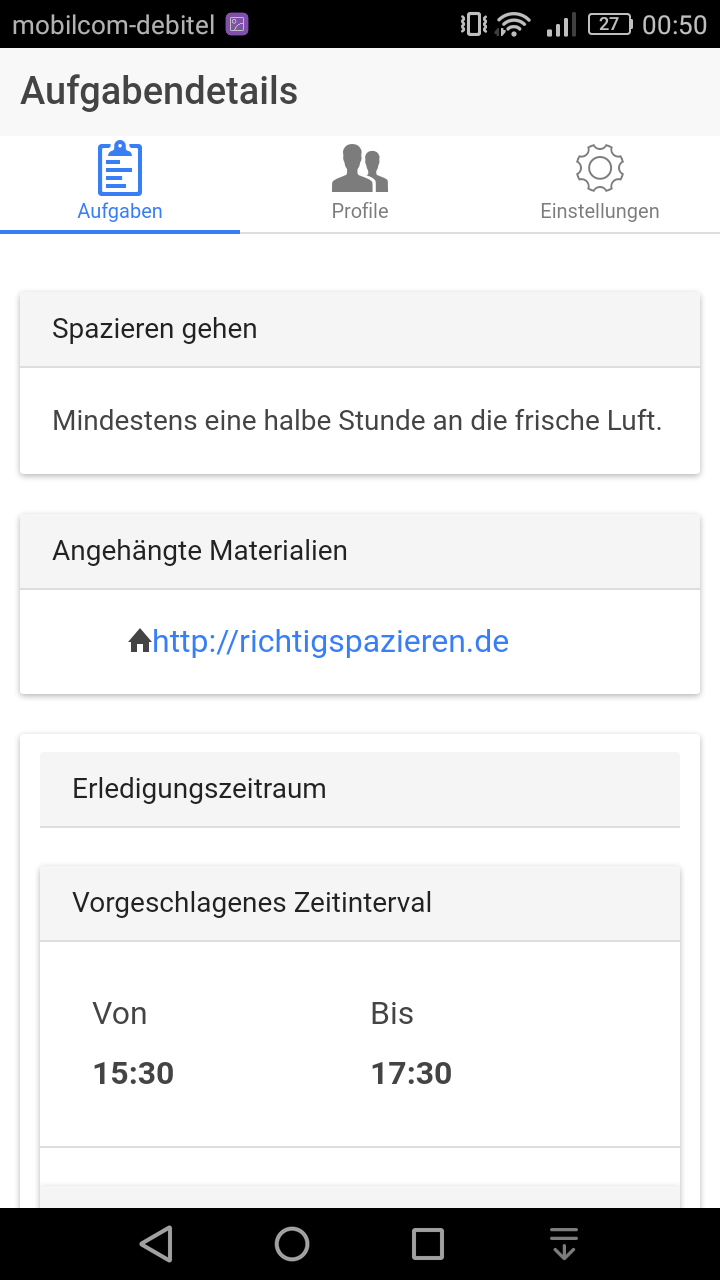 mobilcom-debitel 27 00:50
Aufgabendetails
Aufgaben Profile Einstellungen
Spazieren gehen
Mindestens eine halbe Stunde an die frische Luft.
Angehängte Materialien
http://richtigspazieren.de
Erledigungszeitraum
Vorgeschlagenes Zeitinterval
Von Bis
15:30 17:30